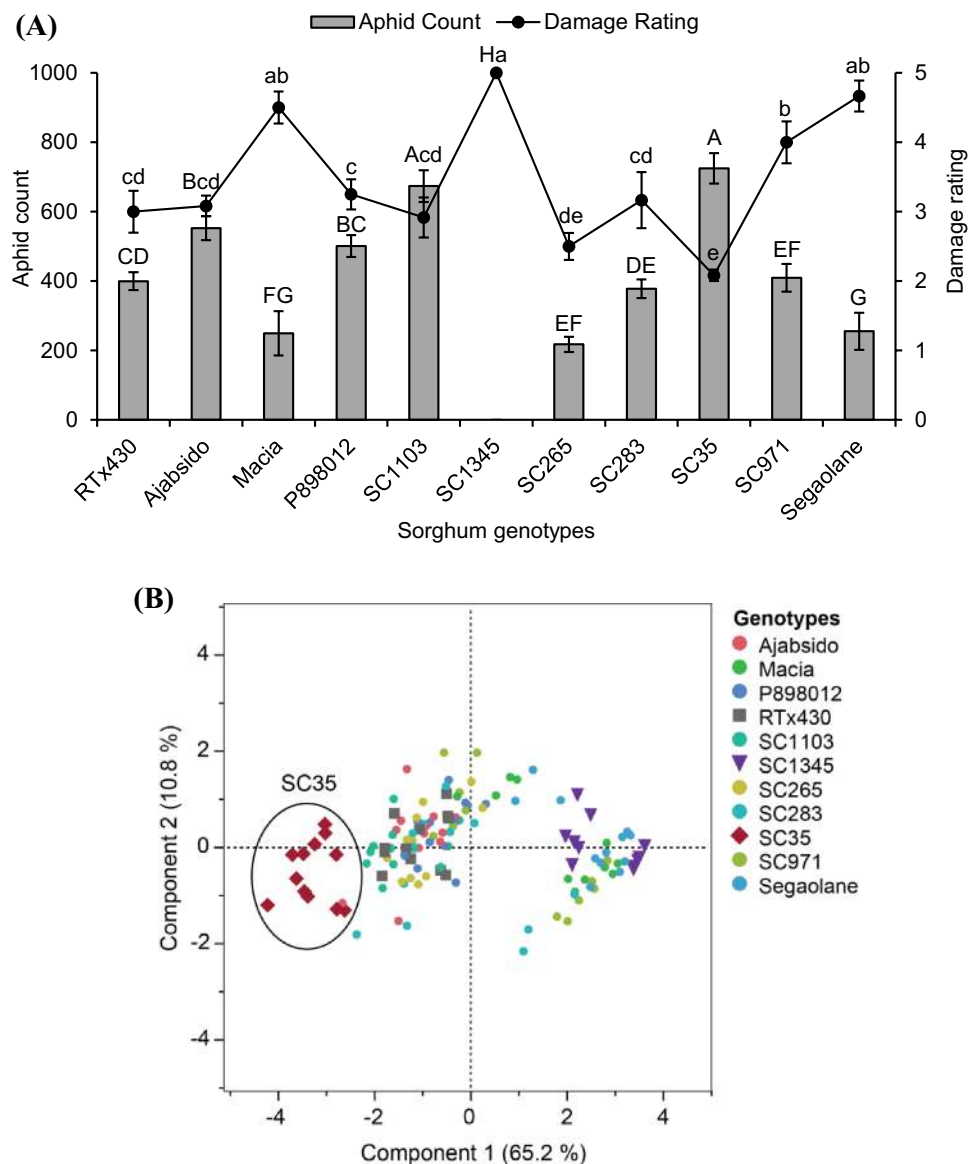 (A)
Aphid Count Damage Rating
Aphid count
1000
800
600
400
200
0
Damage rating
5
4
3
2
1
0
cd
CD
Bcd
ab
FG
c
BC
Acd
Ha
de
EF
cd
DE
A
e
b
EF
ab
G
RTx430
Ajabsido
Macia
P898012
SC1103
SC1345
SC265
SC283
SC35
SC971
Segaolane
Sorghum genotypes
(B)
Component 2 (10.8 %)
4
2
0
-2
-4
SC35
-4 -2 0 2 4
Component 1 (65.2 %)
Genotypes
Ajabsido
Macia
P898012
RTx430
SC1103
SC1345
SC265
SC283
SC35
SC971
Segaolane